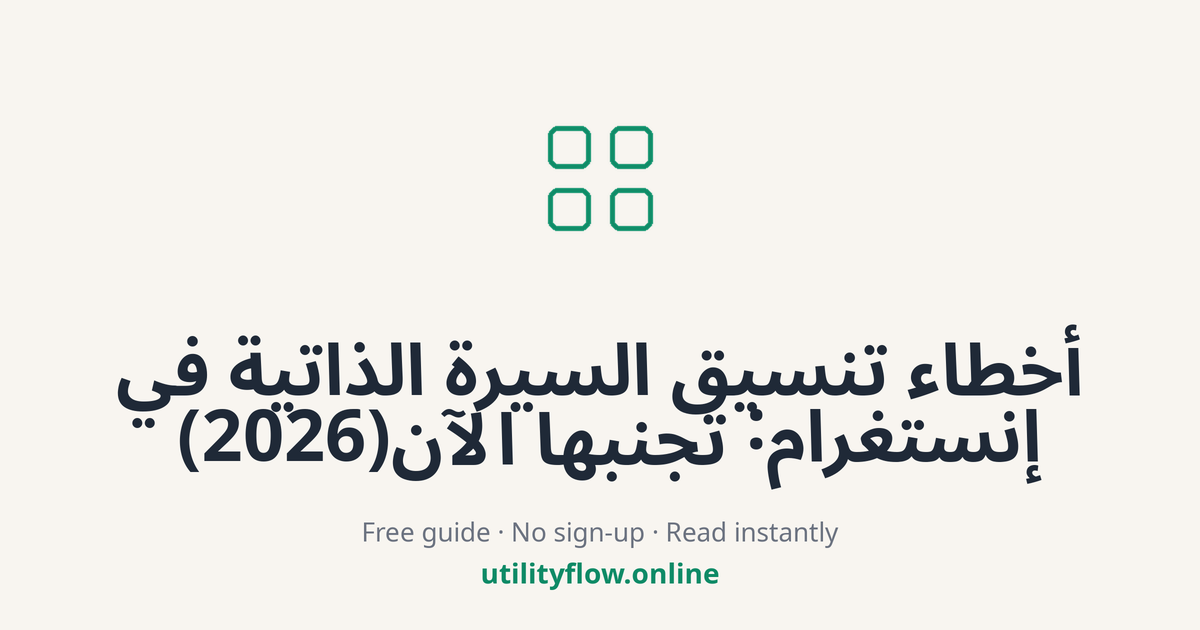 أخطاء تنسيق السيرة الذاتية في
إنستغرام: تجنبها الآن(2026)
Free guide · No sign-up · Read instantly
utilityflow.online